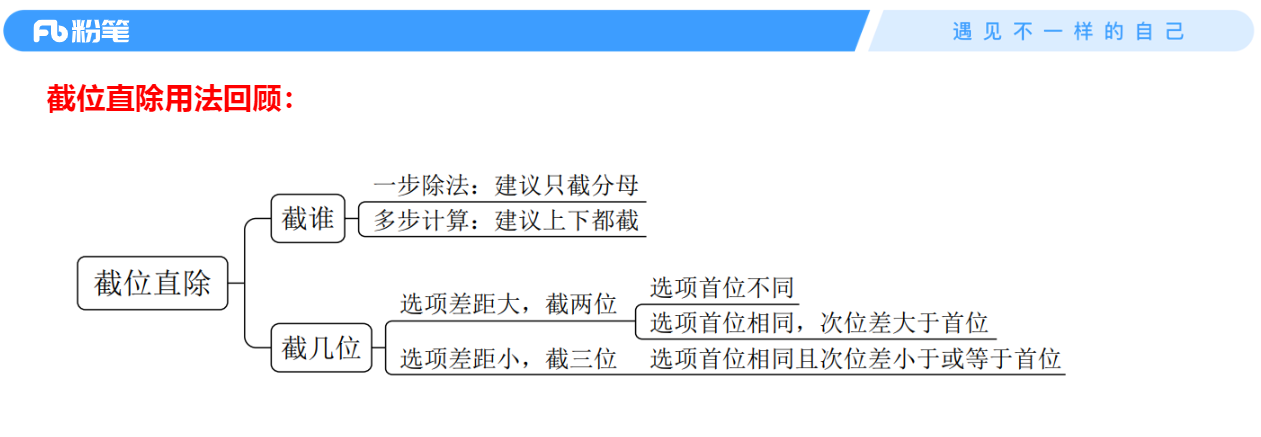 粉笔
遇见不一样的自己
截位直除用法回顾：
一步除法：建议只截分母
截谁
多步计算：建议上下都截
截位直除
选项首位不同
选项差距大，截两位
选项首位相同，次位差大于首位
截几位
选项差距小，截三位 选项首位相同且次位差小于或等于首位